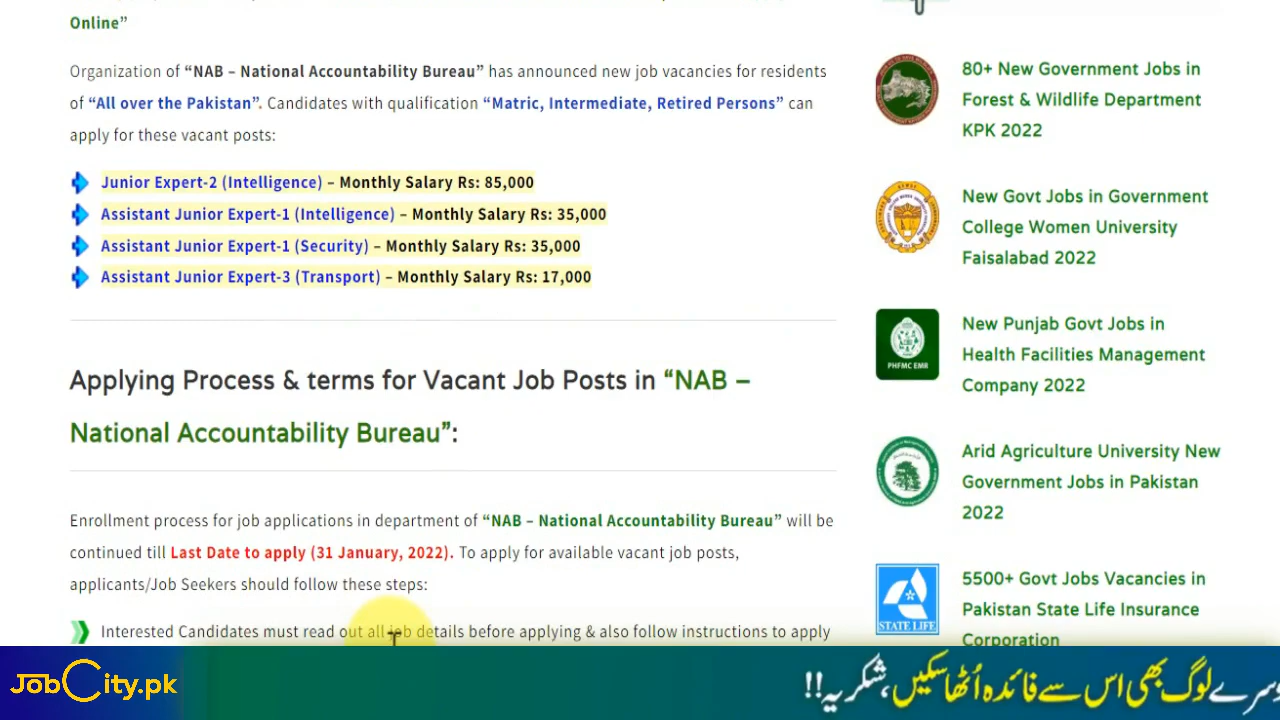 Online”
Organization of “NAB – National Accountability Bureau” has announced new job vacancies for residents
of “All over the Pakistan”. Candidates with qualification “Matric, Intermediate, Retired Persons” can
apply for these vacant posts:
Junior Expert-2 (Intelligence) – Monthly Salary Rs: 85,000
Assistant Junior Expert-1 (Intelligence) – Monthly Salary Rs: 35,000
Assistant Junior Expert-1 (Security) – Monthly Salary Rs: 35,000
Assistant Junior Expert-3 (Transport) – Monthly Salary Rs: 17,000
Applying Process & terms for Vacant Job Posts in “NAB –
National Accountability Bureau”:
Enrollment process for job applications in department of “NAB – National Accountability Bureau” will be
continued till Last Date to apply (31 January, 2022). To apply for available vacant job posts,
applicants/Job Seekers should follow these steps:
Interested Candidates must read out all job details before applying & also follow instructions to apply
80+ New Government Jobs in
Forest & Wildlife Department
KPK 2022
New Govt Jobs in Government
College Women University
Faisalabad 2022
PHFMC EMR
New Punjab Govt Jobs in
Health Facilities Management
Company 2022
Arid Agriculture University New
Government Jobs in Pakistan
2022
STATE LIFE
5500+ Govt Jobs Vacancies in
Pakistan State Life Insurance
Corporation
JobCity.pk
لوگ بھی اس سے فائدہ اُٹھا سکیں، شکریہ!!